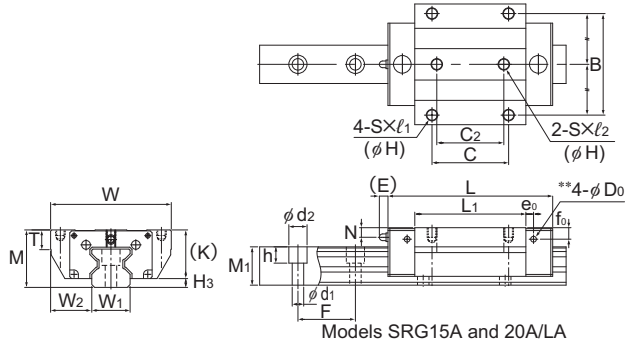 B
4-S×ℓ1
(φH)
C2
C
2-S×ℓ2
(φH)
W
T
M
(K)
H3
W2
W1
(E)
L
L1
e0
**4-φD0
f0
φd2
N
h
M1
φd1
F
Models SRG15A and 20A/LA